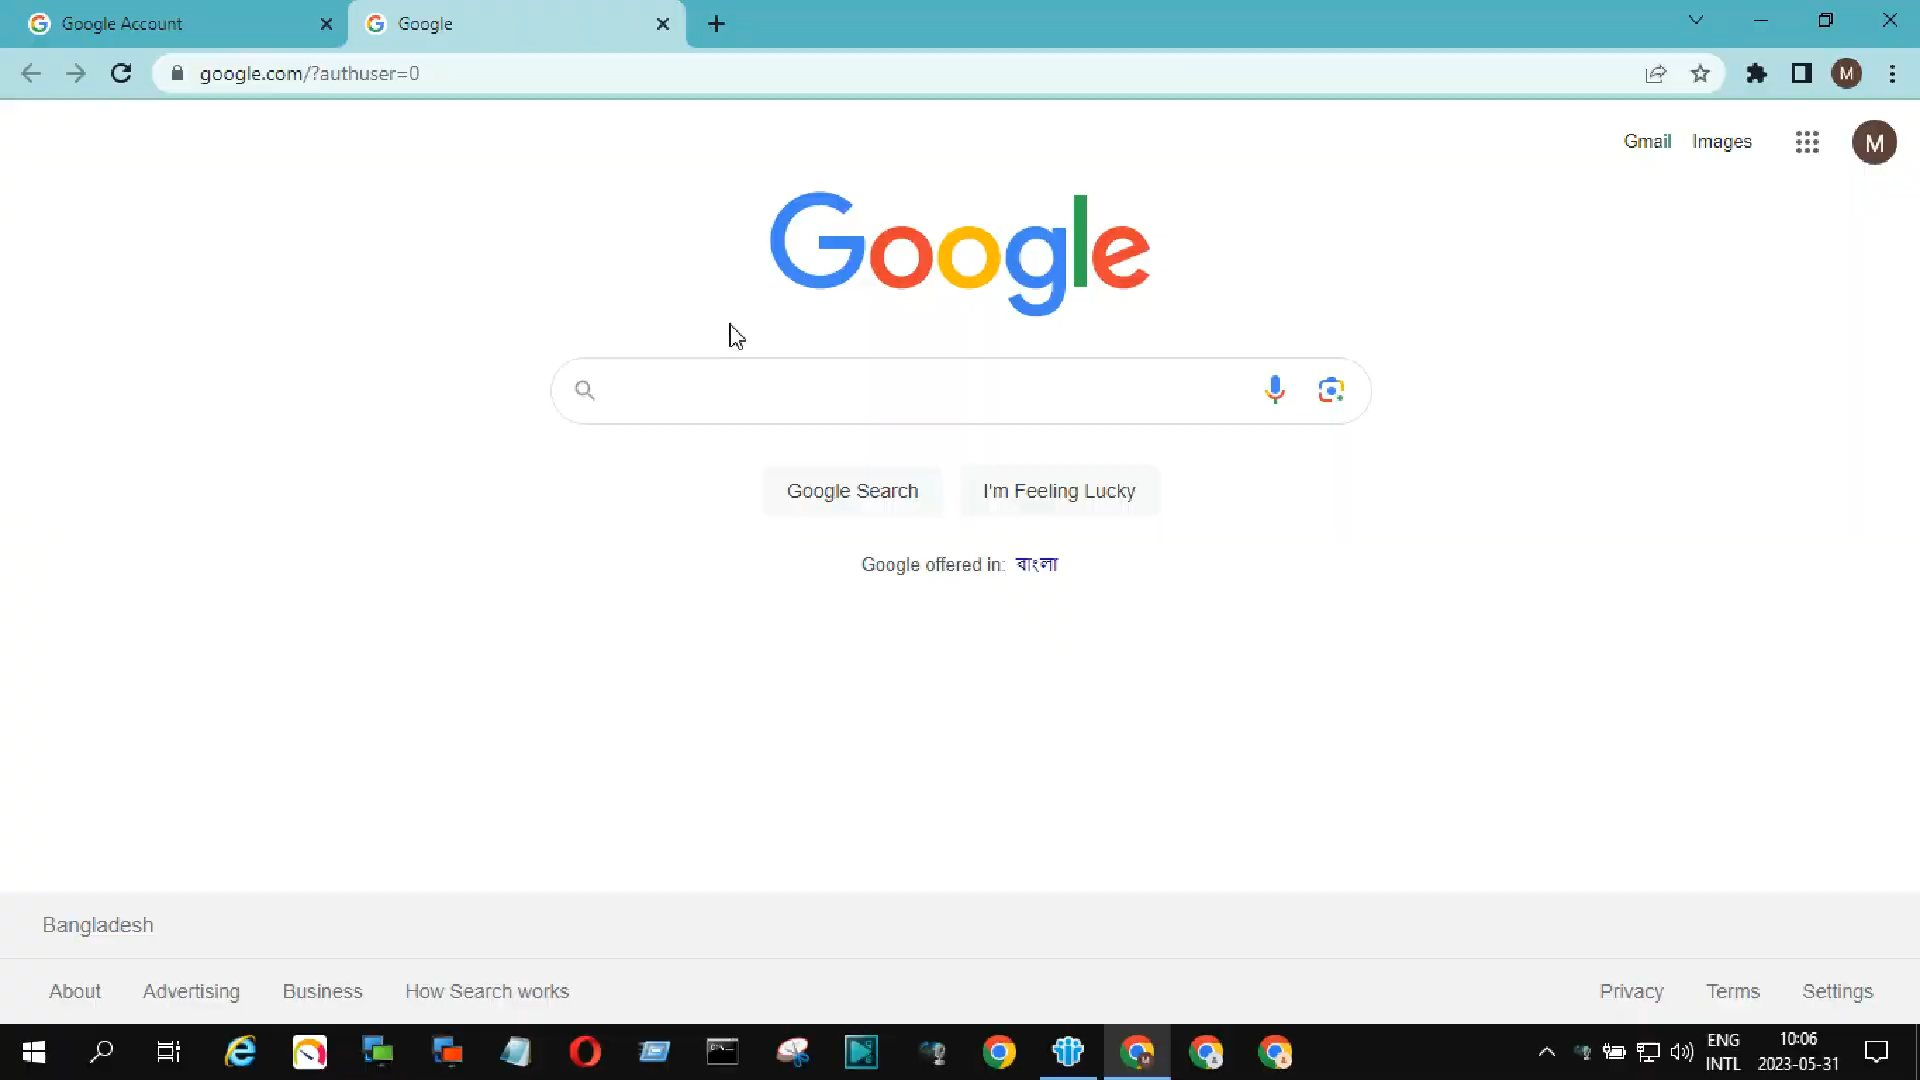 Google Account
Google
google.com/?authuser=0
M
Gmail Images
M
Google
Google Search I'm Feeling Lucky
Google offered in: বাংলা
Bangladesh
About Advertising Business How Search works
Privacy Terms Settings
ENG
INTL
10:06
2023-05-31